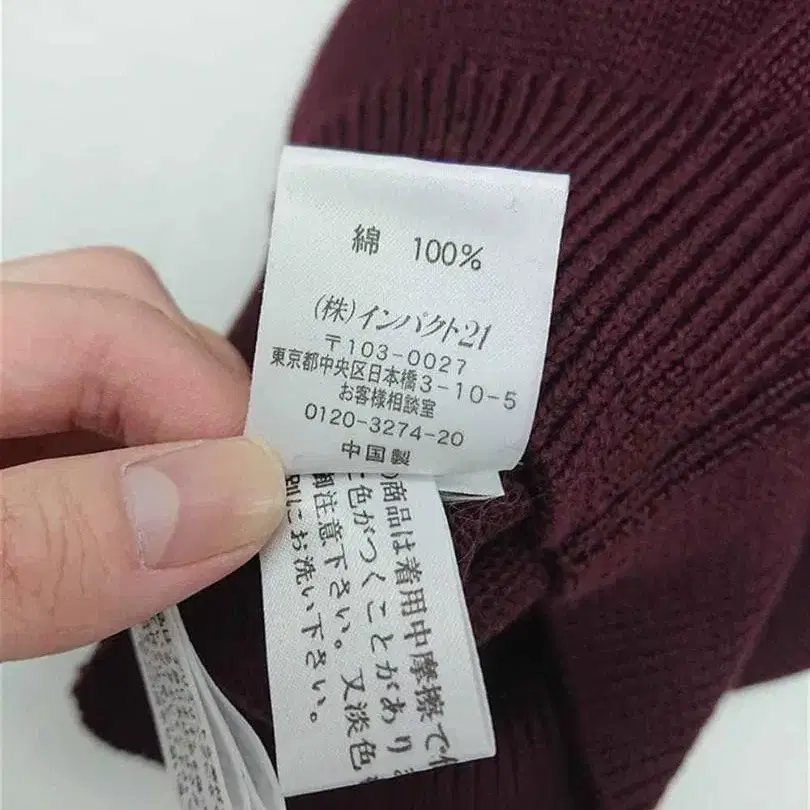 綿 100%
(株)インパクト21
〒103-0027
東京都中央区日本橋3-10-5
お客様相談室
0120-3274-20
中国製
の商品は着用中摩擦で
色がつくことがあり
御注意下さい。又淡色
別にお洗い下さい。